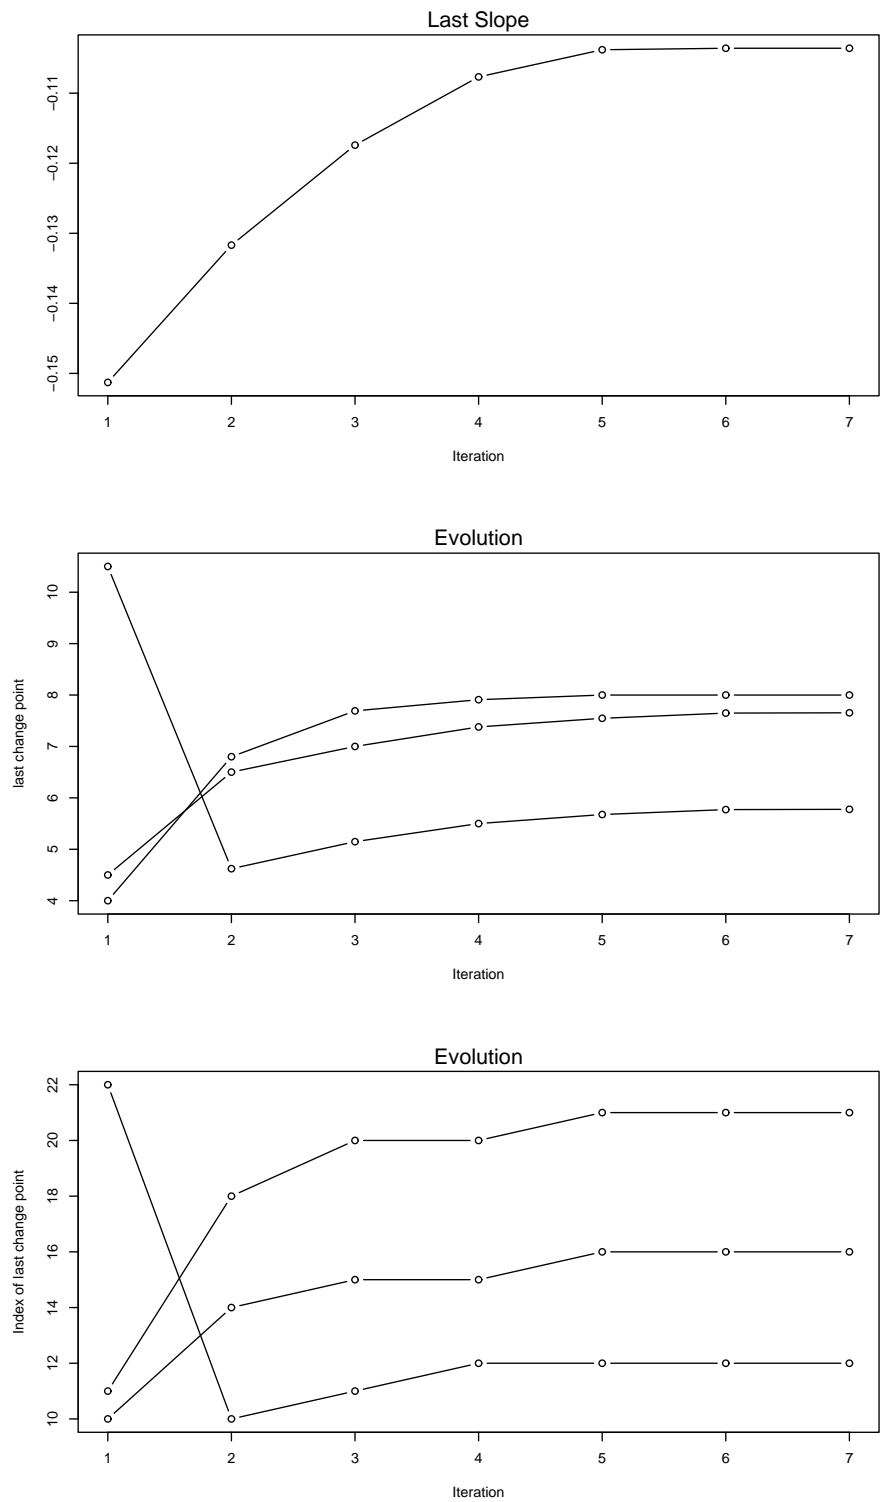 Last Slope
−0.11
−0.12
−0.13
−0.14
−0.15
1 2 3 4 5 6 7
Iteration
Evolution
last change point
10
9
8
7
6
5
4
1 2 3 4 5 6 7
Iteration
Evolution
Index of last change point
22
20
18
16
14
12
10
1 2 3 4 5 6 7
Iteration